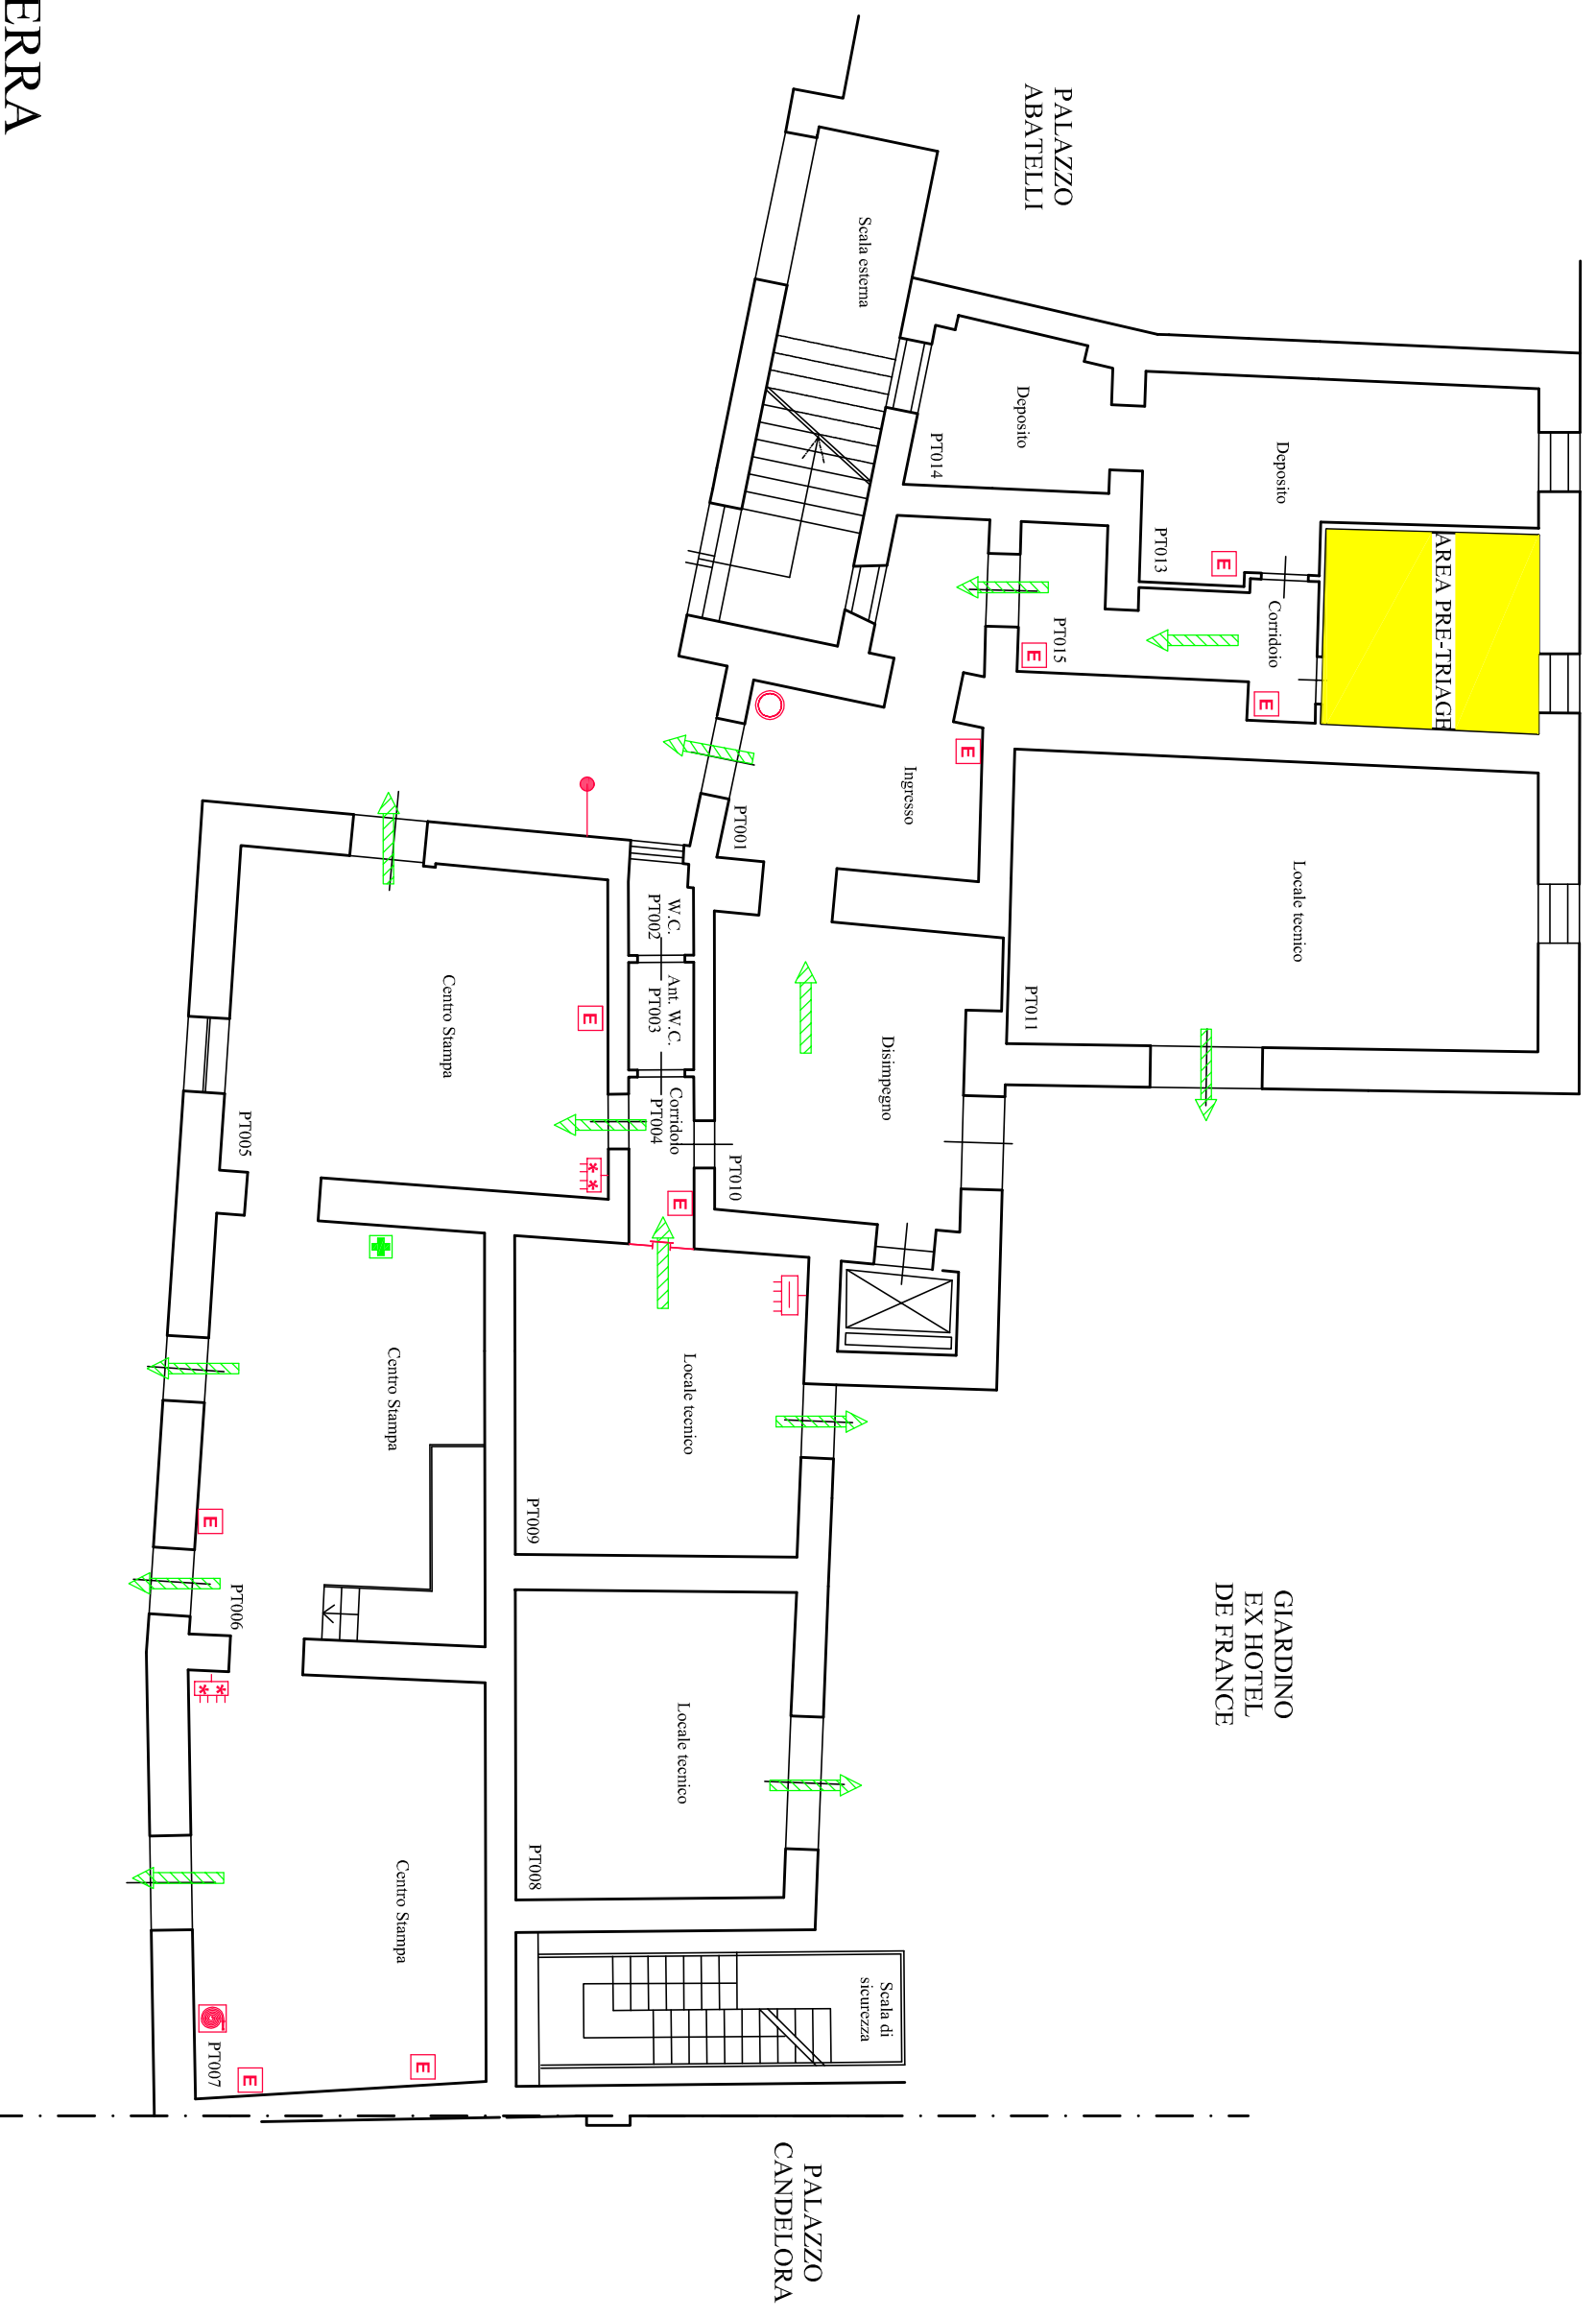 ERRA
PALAZZO
ABATELLI
Scala esterna
Deposito
PT014
Deposito
PT013
AREA PRE-TRIAGE
Corridoio
PT015
E
E
E
E
Ingresso
PT001
Locale tecnico
PT011
W.C.
PT002
Ant. W.C.
PT003
Corridoio
PT004
E
Disimpegno
PT010
Centro Stampa
PT005
E
Centro Stampa
PT006
E
Locale tecnico
PT009
Locale tecnico
PT008
Centro Stampa
PT007
E
E
Scala di
sicurezza
GIARDINO
EX HOTEL
DE FRANCE
PALAZZO
CANDELORA